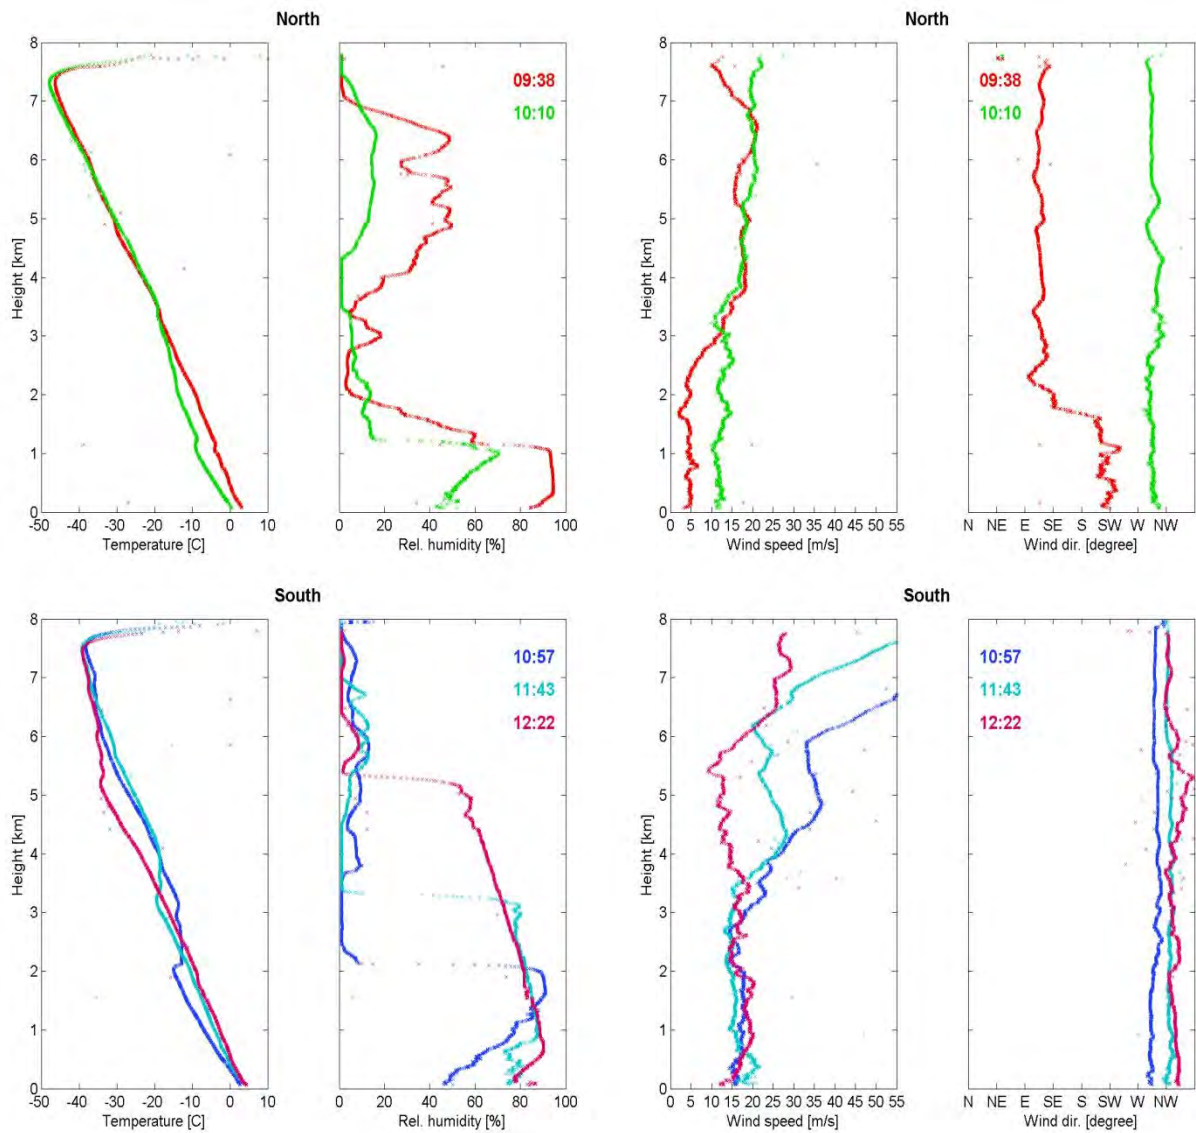 North
North
8
7
6
5
4
3
2
1
0
Height [km]
-50 -40 -30 -20 -10 0 10
Temperature [C]
09:38
10:10
0 20 40 60 80 100
Rel. humidity [%]
8
7
6
5
4
3
2
1
0
Height [km]
0 5 10 15 20 25 30 35 40 45 50 55
Wind speed [m/s]
09:38
10:10
N NE E SE S SW W NW
Wind dir. [degree]
South
South
8
7
6
5
4
3
2
1
0
Height [km]
-50 -40 -30 -20 -10 0 10
Temperature [C]
10:57
11:43
12:22
0 20 40 60 80 100
Rel. humidity [%]
8
7
6
5
4
3
2
1
0
Height [km]
0 5 10 15 20 25 30 35 40 45 50 55
Wind speed [m/s]
10:57
11:43
12:22
N NE E SE S SW W NW
Wind dir. [degree]